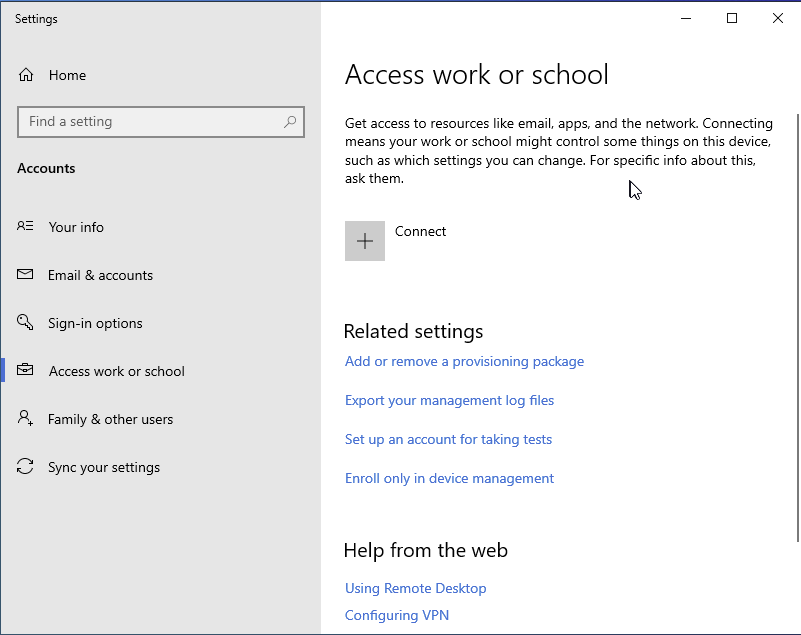 Settings
Home
Find a setting
Accounts
Your info
Email & accounts
Sign-in options
Access work or school
Family & other users
Sync your settings
Access work or school
Get access to resources like email, apps, and the network. Connecting
means your work or school might control some things on this device,
such as which settings you can change. For specific info about this,
ask them.
Connect
Related settings
Add or remove a provisioning package
Export your management log files
Set up an account for taking tests
Enroll only in device management
Help from the web
Using Remote Desktop
Configuring VPN